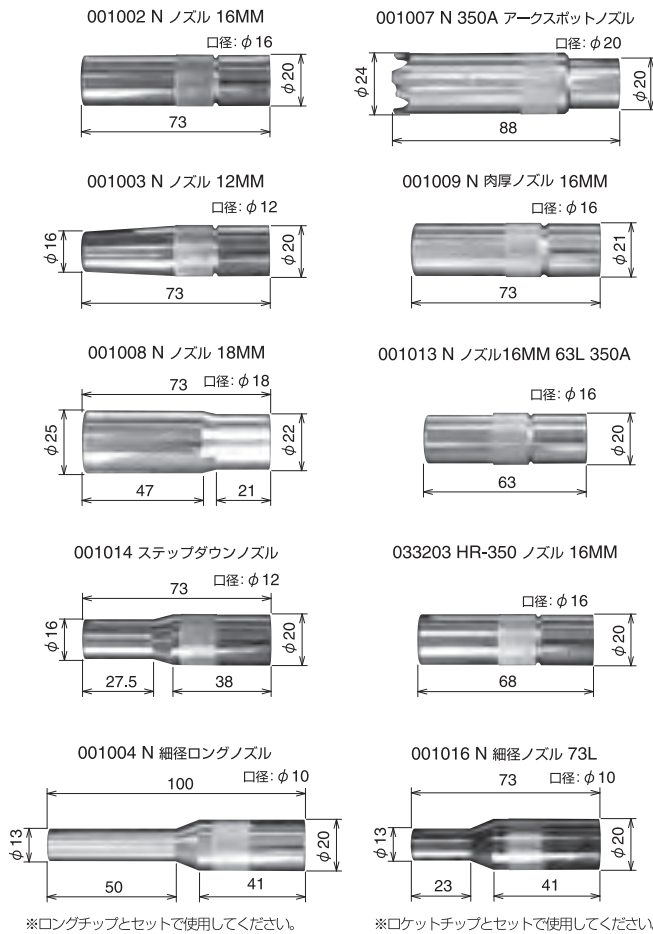 001002 N ノズル 16MM
口径：φ16
φ20
73
001007 N 350A アークスポットノズル
口径：φ20
φ24
φ20
88
001003 N ノズル 12MM
口径：φ12
φ16
φ20
73
001009 N 肉厚ノズル 16MM
口径：φ16
φ21
73
001008 N ノズル 18MM
73
口径：φ18
φ25
φ22
47
21
001013 N ノズル16MM 63L 350A
口径：φ16
φ20
63
001014 ステップダウンノズル
口径：φ12
73
φ16
φ20
27.5
38
033203 HR-350 ノズル 16MM
口径：φ16
φ20
68
001004 N 細径ロングノズル
口径：φ10
100
φ13
φ20
50
41
※ロングチップとセットで使用してください。
001016 N 細径ノズル 73L
口径：φ10
73
φ13
φ20
23
41
※ロケットチップとセットで使用してください